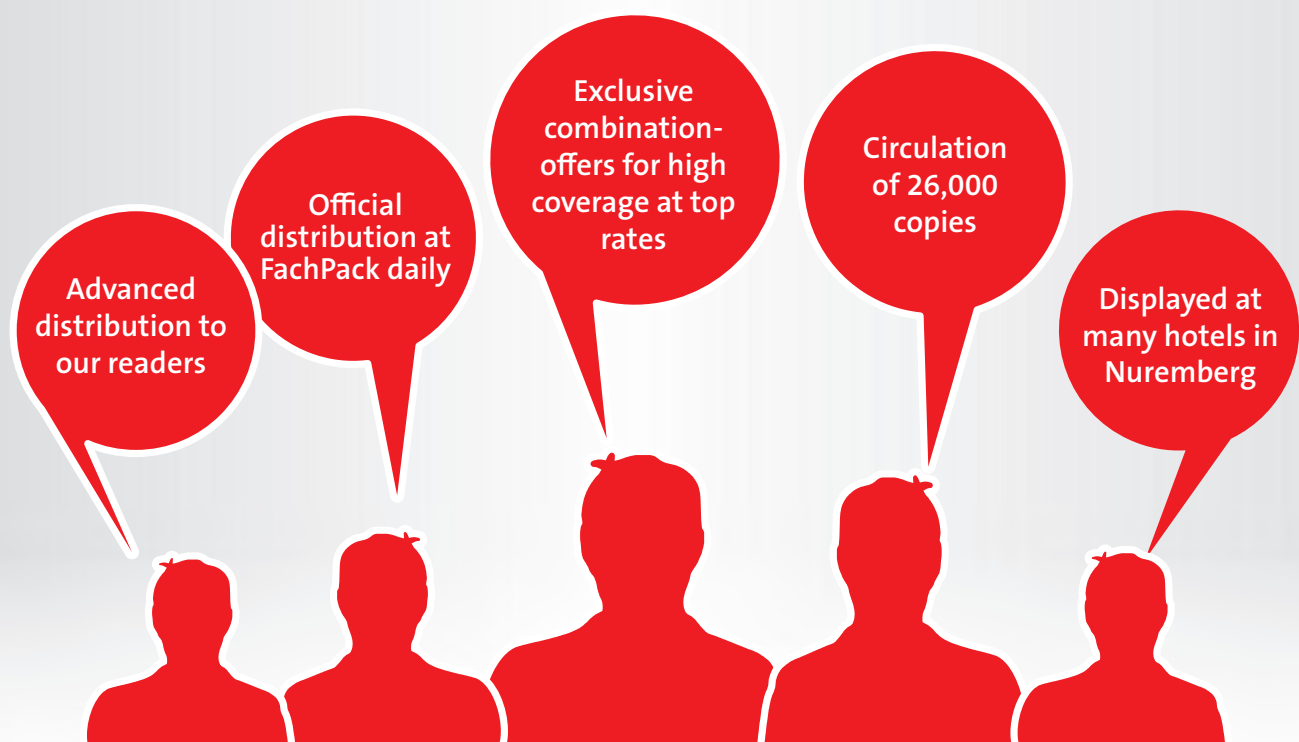 Advanced
distribution to
our readers
Official
distribution at
FachPack daily
Exclusive
combination-
offers for high
coverage at top
rates
Circulation
of 26,000
copies
Displayed at
many hotels in
Nuremberg